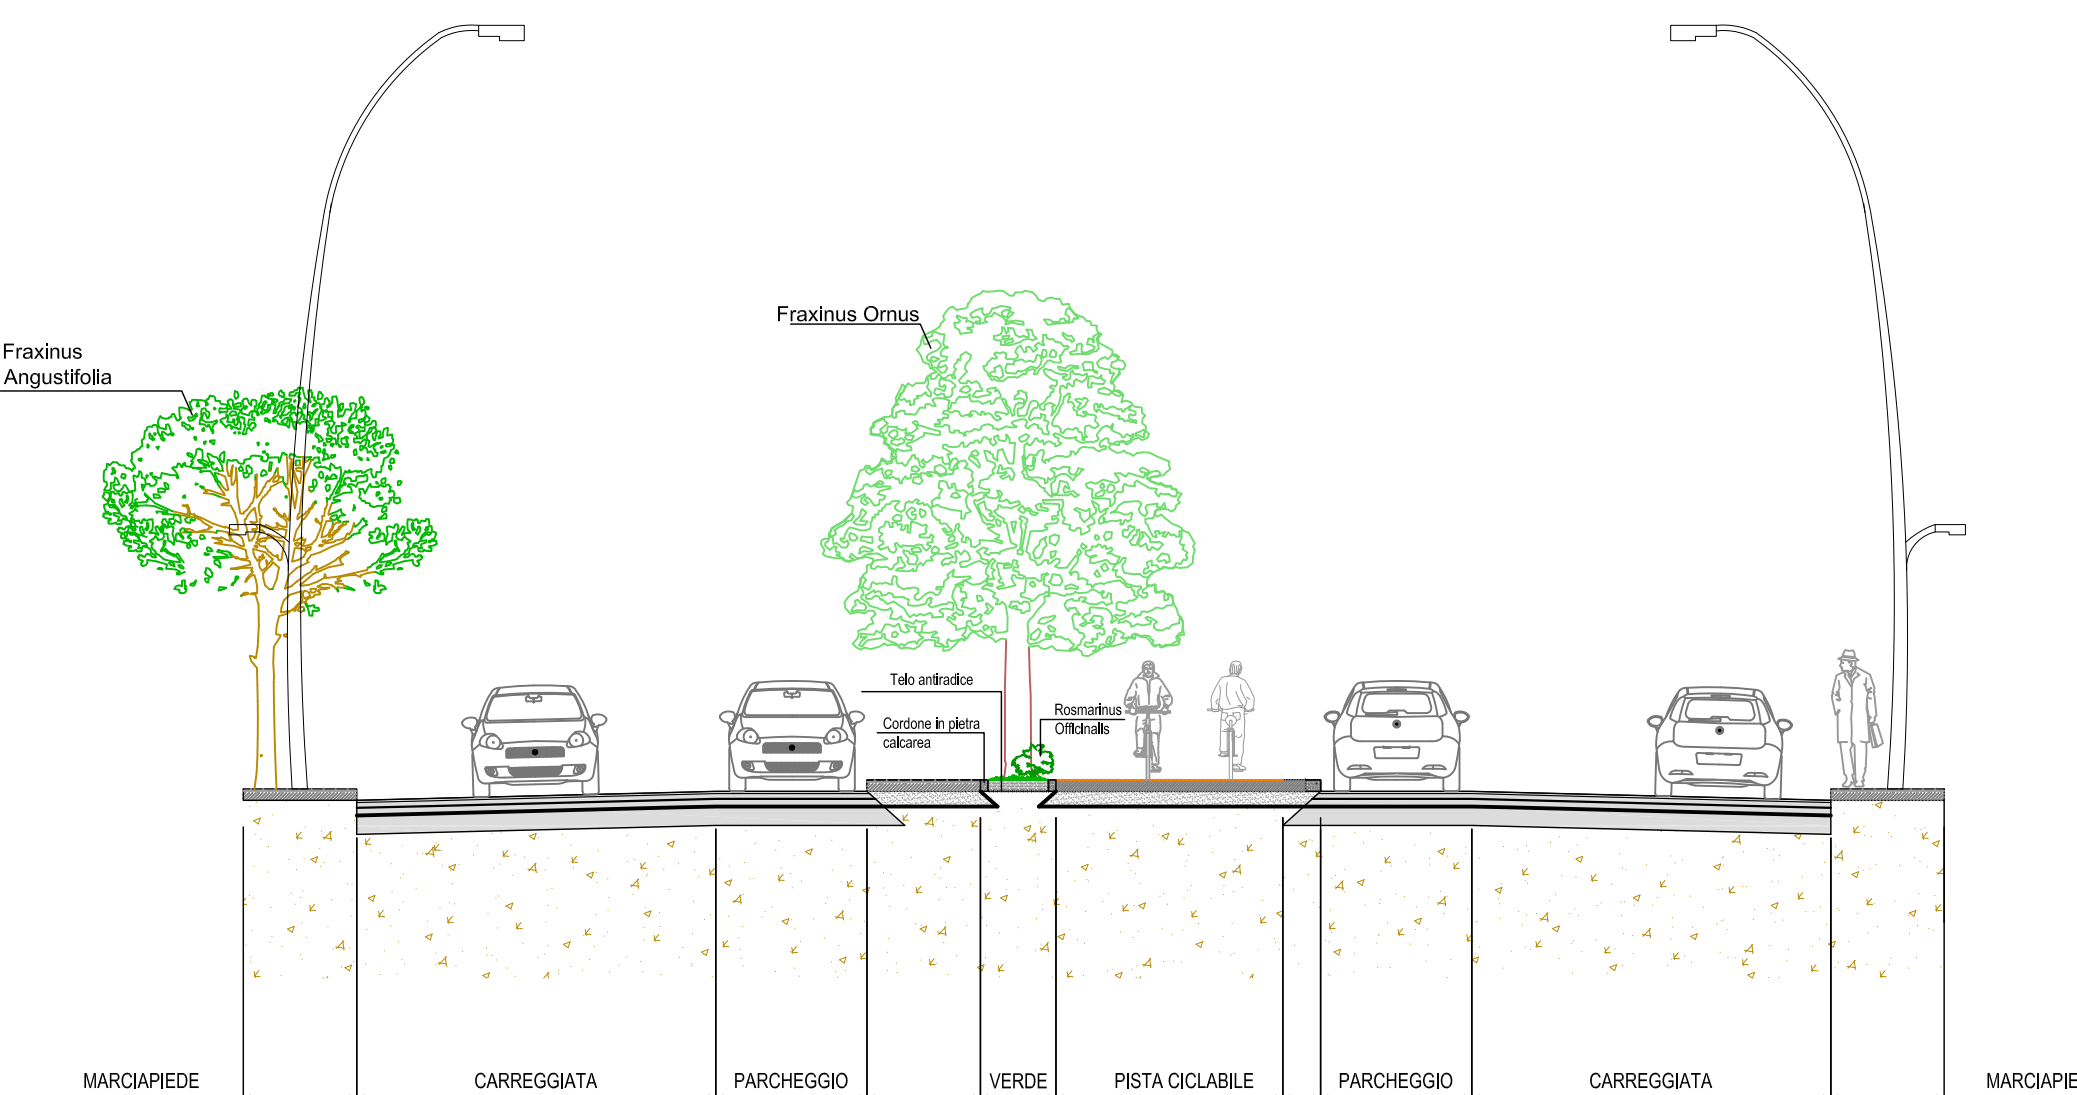 Fraxinus Ornus
Fraxinus
Angustifolia
Telo antiradice
Cordone in pietra
calcarea
Rosmarinus
Officinalis
MARCIAPIEDE
CARREGGIATA
PARCHEGGIO
VERDE
PISTA CICLABILE
PARCHEGGIO
CARREGGIATA
MARCIAPIE